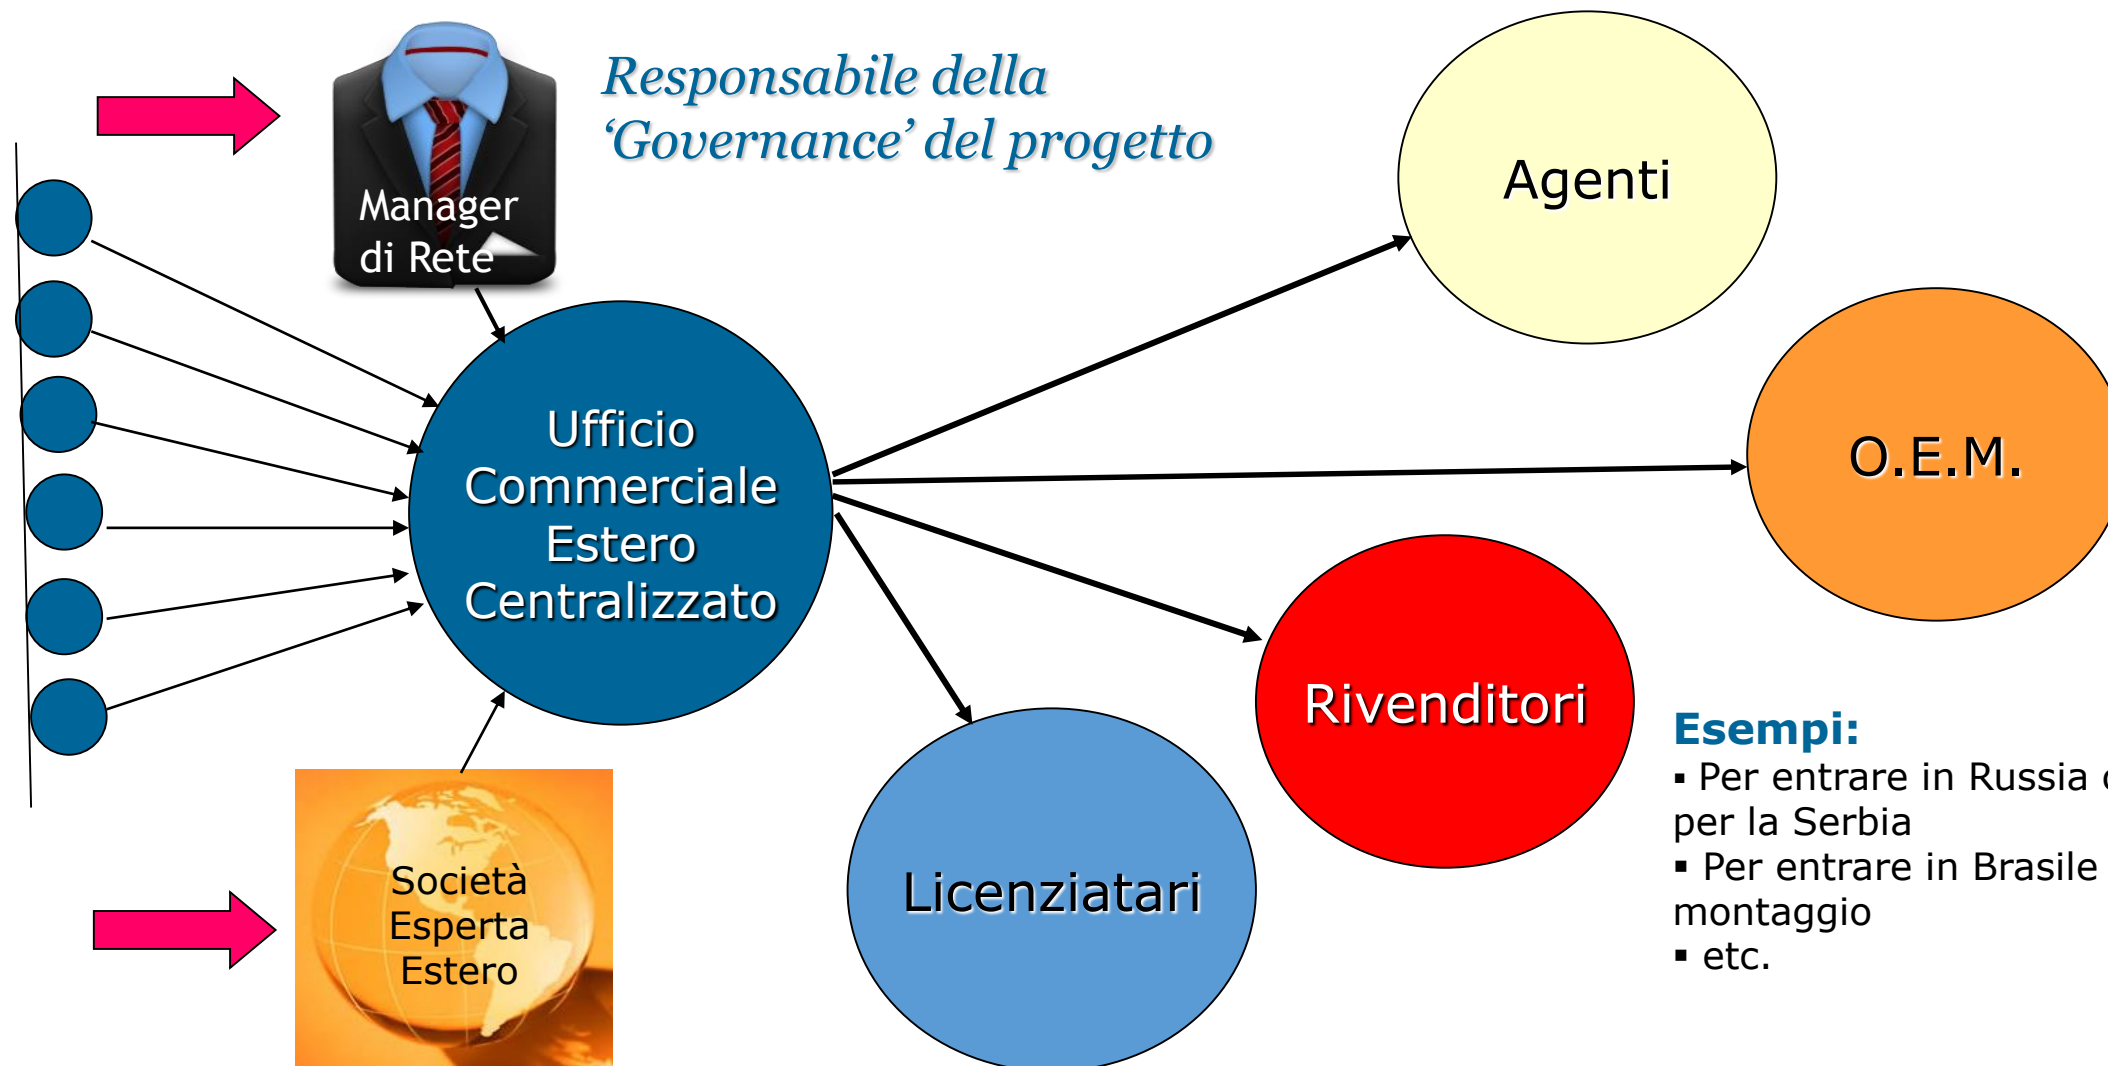 Responsabile della
‘Governance’ del progetto
Manager
di Rete
Agenti
O.E.M.
Ufficio
Commerciale
Estero
Centralizzato
Rivenditori
Licenziatari
Società
Esperta
Estero
Esempi:
▪ Per entrare in Russia
per la Serbia
▪ Per entrare in Brasile
montaggio
▪ etc.